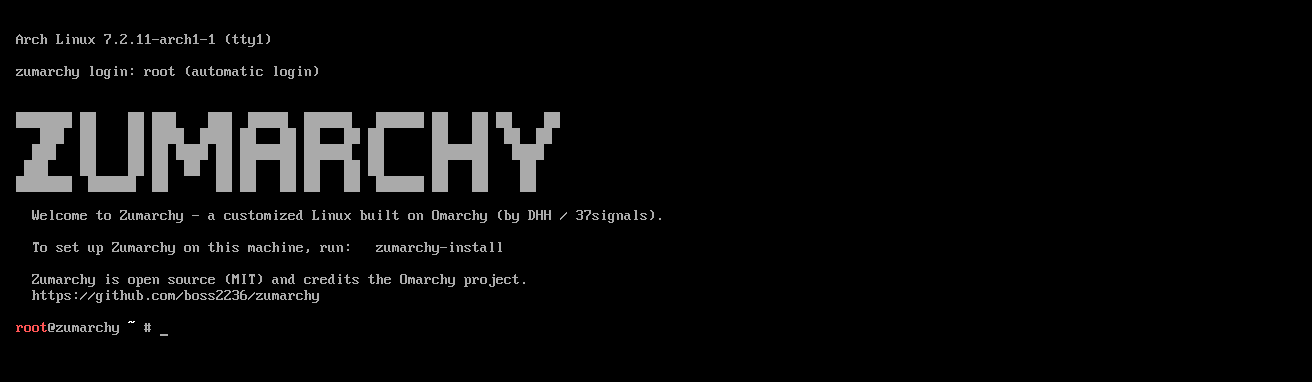 Arch Linux 7.2.11-arch1-1 (tty1)
zumarchy login: root (automatic login)
ZUMARCHY
Welcome to Zumarchy - a customized Linux built on Omarchy (by DHH / 37signals).
To set up Zumarchy on this machine, run:   zumarchy-install
Zumarchy is open source (MIT) and credits the Omarchy project.
https://github.com/boss2236/zumarchy
root@zumarchy ~ # _